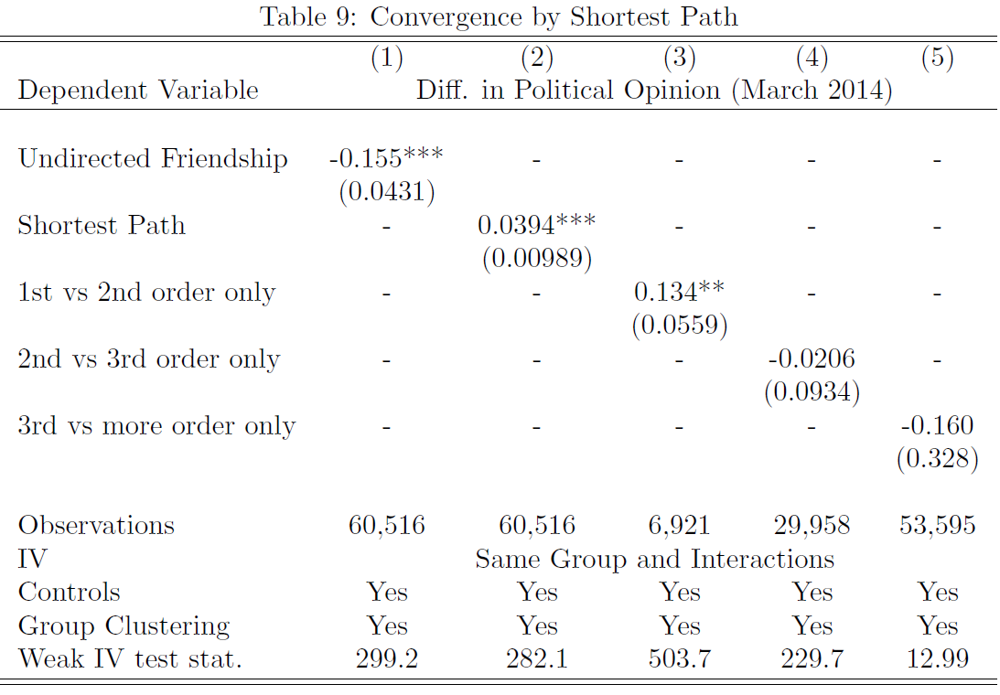 Table 9: Convergence by Shortest Path
(1) (2) (3) (4) (5)
Dependent Variable Diff. in Political Opinion (March 2014)
Undirected Friendship -0.155*** - - - -
(0.0431)
Shortest Path - 0.0394*** - - -
(0.00989)
1st vs 2nd order only - - 0.134** - -
(0.0559)
2nd vs 3rd order only - - - -0.0206 -
(0.0934)
3rd vs more order only - - - - -0.160
(0.328)
Observations 60,516 60,516 6,921 29,958 53,595
IV Same Group and Interactions
Controls Yes Yes Yes Yes Yes
Group Clustering Yes Yes Yes Yes Yes
Weak IV test stat. 299.2 282.1 503.7 229.7 12.99